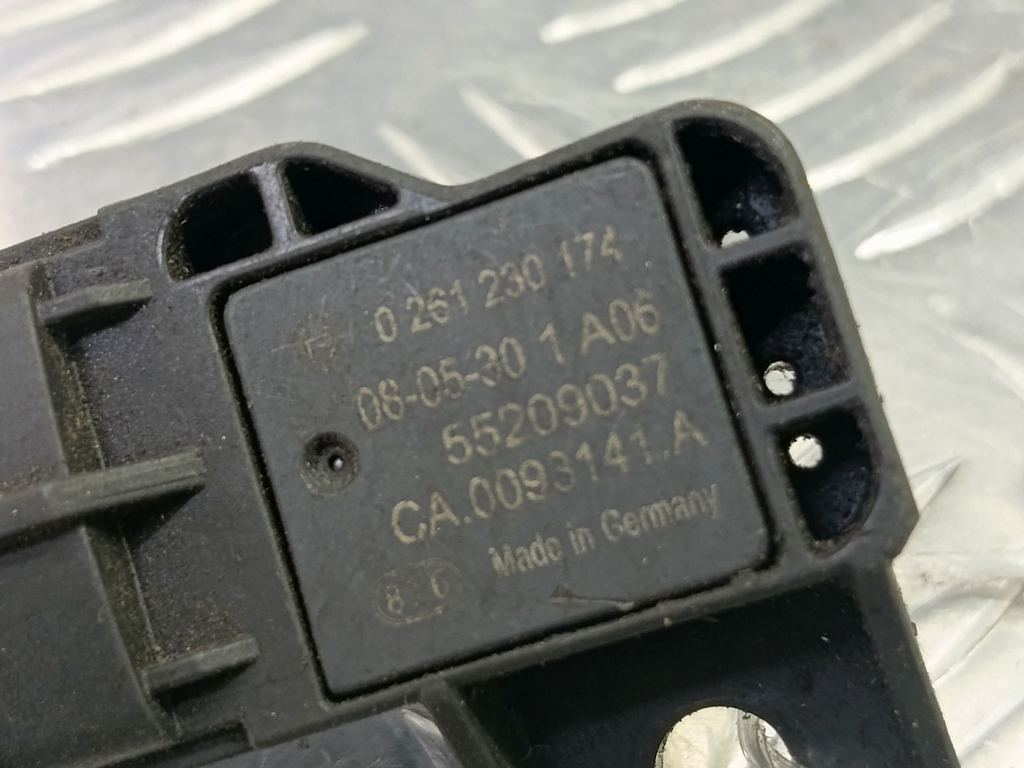 0 261 230 174
08-05-30 1 A06
55209037
CA.0093141..A
Made in Germany